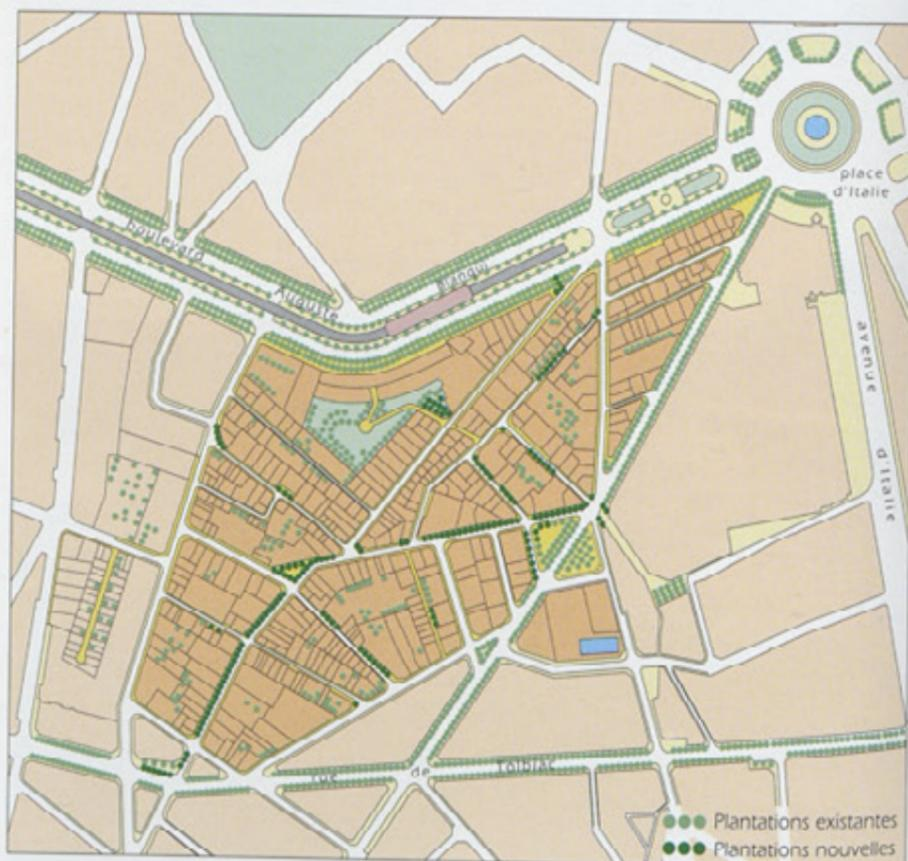 place
d'Italie
Boulevard
Auguste
Blanqui
avenue
d'italie
rue de Tolbiac
Plantations existantes
Plantations nouvelles